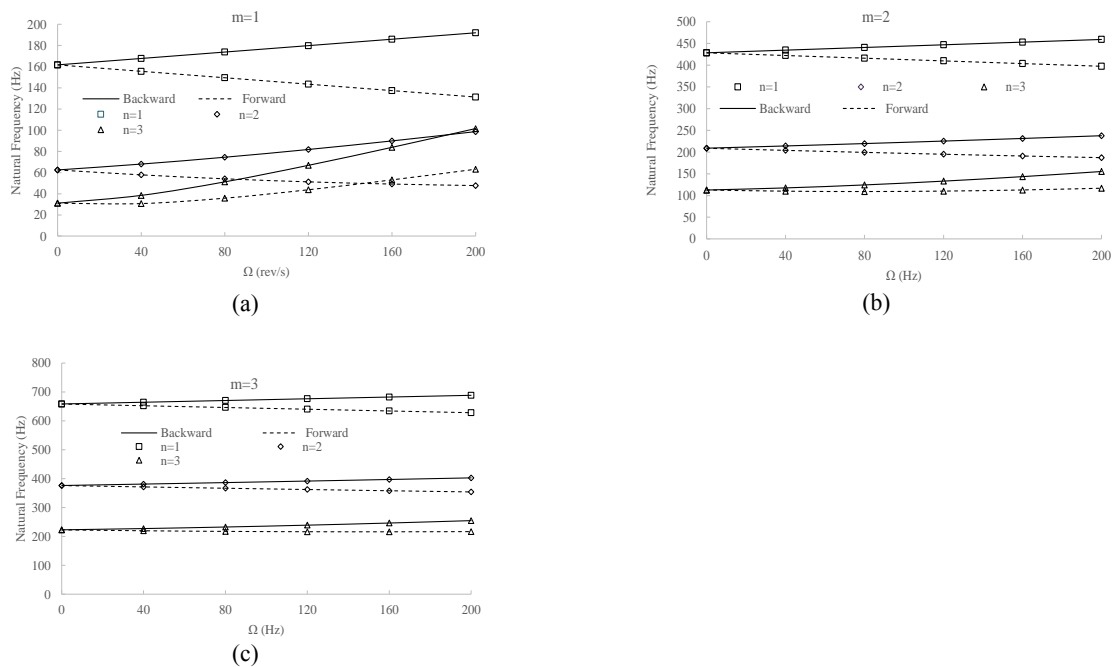 m=1
200
180
160
140
120
100
80
60
40
20
0
Natural Frequency (Hz)
Backward Forward
n=1 n=2
n=3
0 40 80 120 160 200
Ω (rev/s)
(a)
m=2
500
450
400
350
300
250
200
150
100
50
0
Natural Frequency (Hz)
n=1 n=2 n=3
Backward Forward
0 40 80 120 160 200
Ω (Hz)
(b)
m=3
800
700
600
500
400
300
200
100
0
Natural Frequency (Hz)
Backward Forward
n=1 n=2
n=3
0 40 80 120 160 200
Ω (Hz)
(c)